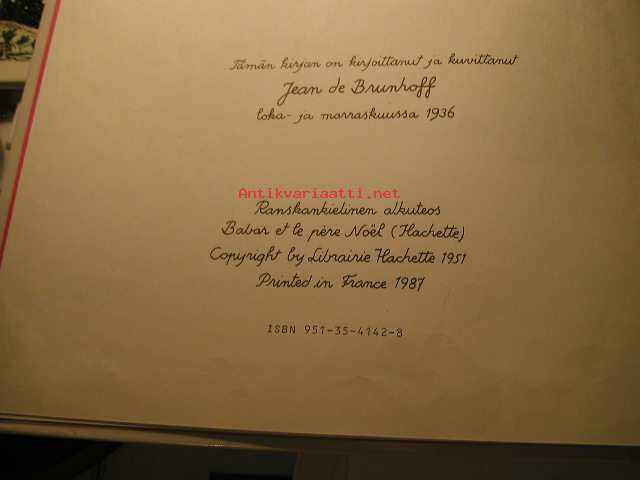 Tämän kirjan on kirjoittanut ja kuvittanut
Jean de Brunhoff
loka- ja marraskuussa 1936
Antikvariaatti.net
Ranskankielinen alkuteos
Babar et le père Noël (Hachette)
Copyright by Librairie Hachette 1951
Printed in France 1987
ISBN 951-35-4142-8